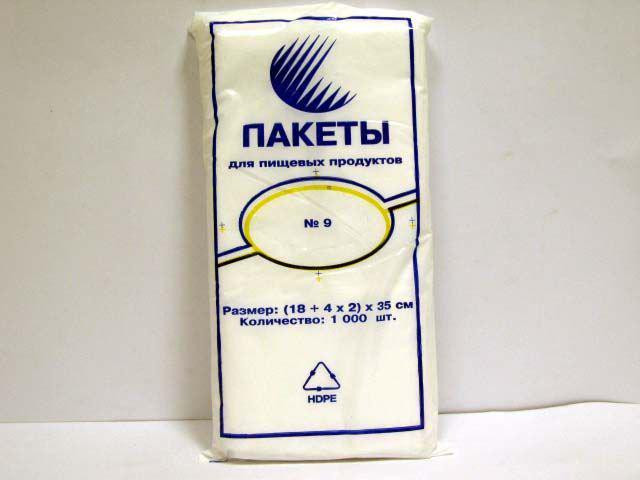 ПАКЕТЫ
для пищевых продуктов
№ 9
Размер: (18 + 4 x 2) x 35 см
Количество: 1 000 шт.
HDPE